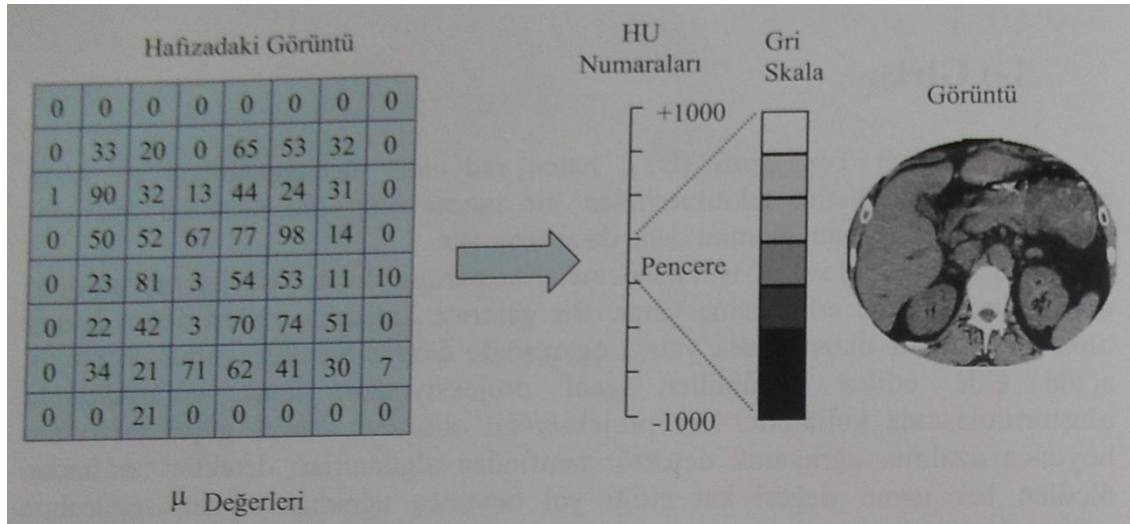 Hafızadaki Görüntü
0 0 0 0 0 0 0 0
0 33 20 0 65 53 32 0
1 90 32 13 44 24 31 0
0 50 52 67 77 98 14 0
0 23 81 3 54 53 11 10
0 22 42 3 70 74 51 0
0 34 21 71 62 41 30 7
0 0 21 0 0 0 0 0
μ Değerleri
HU
Numaraları
+1000
Pencere
-1000
Gri
Skala
Görüntü